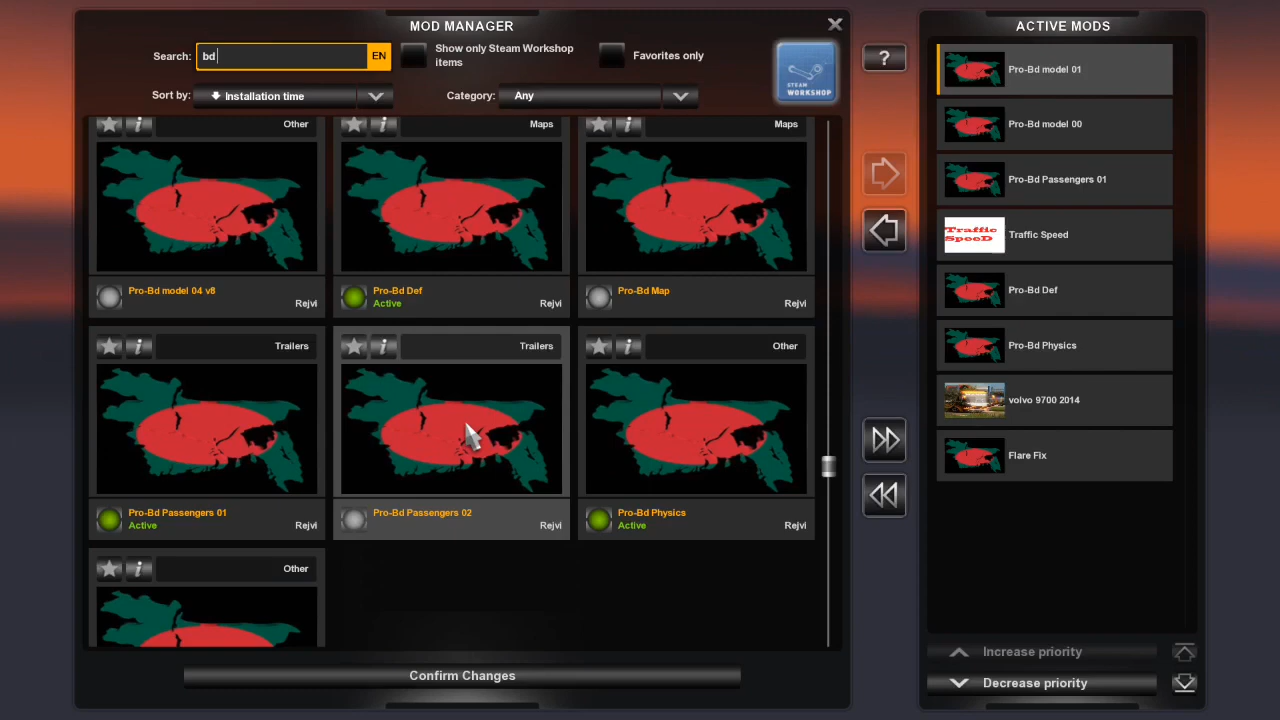 MOD MANAGER
Search:
bd
EN
Show only Steam Workshop
items
Favorites only
STEAM
WORKSHOP
Sort by:
Installation time
Category:
Any
Other
Maps
Maps
Pro-Bd model 04 v8
Rejvi
Pro-Bd Def
Active
Rejvi
Pro-Bd Map
Rejvi
Trailers
Trailers
Other
Pro-Bd Passengers 01
Active
Rejvi
Pro-Bd Passengers 02
Rejvi
Pro-Bd Physics
Active
Rejvi
Other
Confirm Changes
?
ACTIVE MODS
Pro-Bd model 01
Pro-Bd model 00
Pro-Bd Passengers 01
Traffic
SpeeD
Traffic Speed
Pro-Bd Def
Pro-Bd Physics
volvo 9700 2014
Flare Fix
Increase priority
Decrease priority